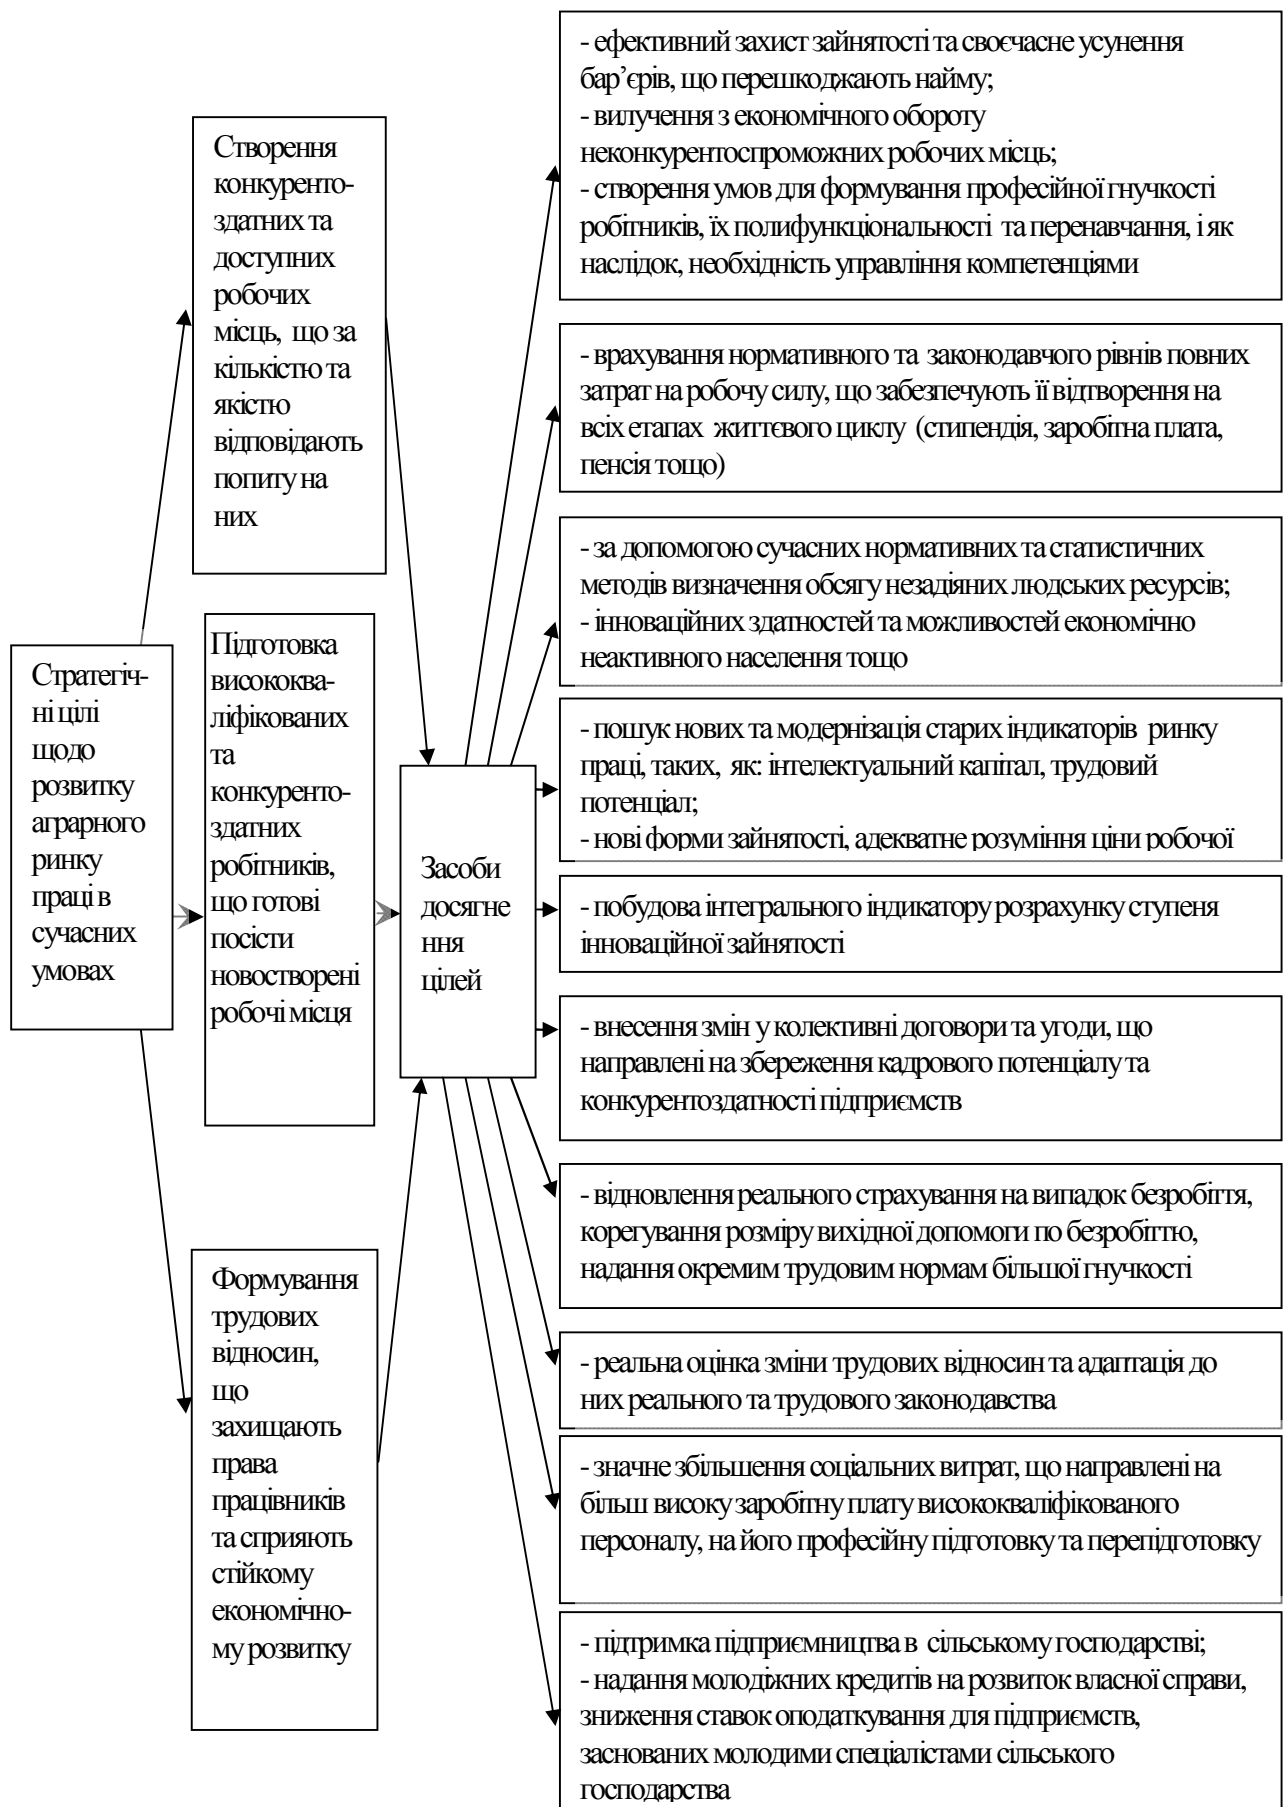 Стратегіч-
ні цілі
щодо
розвитку
аграрного
ринку
праці в
сучасних
умовах
Створення
конкуренто-
здатних та
доступних
робочих
місць, що за
кількістю та
якістю
відповідають
попиту на
них
Підготовка
висококва-
ліфікованих
та
конкуренто-
здатних
робітників,
що готові
посісти
новостворені
робочі місця
Формування
трудових
відносин,
що
захищають
права
працівників
та сприяють
стійкому
економічно-
му розвитку
Засоби
досягне
ння
цілей
- ефективний захист зайнятості та своєчасне усунення
бар’єрів, що перешкоджають найму;
- вилучення з економічного обороту
неконкурентоспроможних робочих місць;
- створення умов для формування професійної гнучкості
робітників, їх полифункціональності та перенавчання, і як
наслідок, необхідність управління компетенціями
- врахування нормативного та законодавчого рівнів повних
затрат на робочу силу, що забезпечують її відтворення на
всіх етапах життєвого циклу (стипендія, заробітна плата,
пенсія тощо)
- за допомогою сучасних нормативних та статистичних
методів визначення обсягу незадіяних людських ресурсів;
- інноваційних здатностей та можливостей економічно
неактивного населення тощо
- пошук нових та модернізація старих індикаторів ринку
праці, таких, як: інтелектуальний капітал, трудовий
потенціал;
- нові форми зайнятості, адекватне розуміння ціни робочої
- побудова інтегрального індикатору розрахунку ступеня
інноваційної зайнятості
- внесення змін у колективні договори та угоди, що
направлені на збереження кадрового потенціалу та
конкурентоздатності підприємств
- відновлення реального страхування на випадок безробіття,
корегування розміру вихідної допомоги по безробіттю,
надання окремим трудовим нормам більшої гнучкості
- реальна оцінка зміни трудових відносин та адаптація до
них реального та трудового законодавства
- значне збільшення соціальних витрат, що направлені на
більш високу заробітну плату висококваліфікованого
персоналу, на його професійну підготовку та перепідготовку
- підтримка підприємництва в сільському господарстві;
- надання молодіжних кредитів на розвиток власної справи,
зниження ставок оподаткування для підприємств,
заснованих молодими спеціалістами сільського
господарства